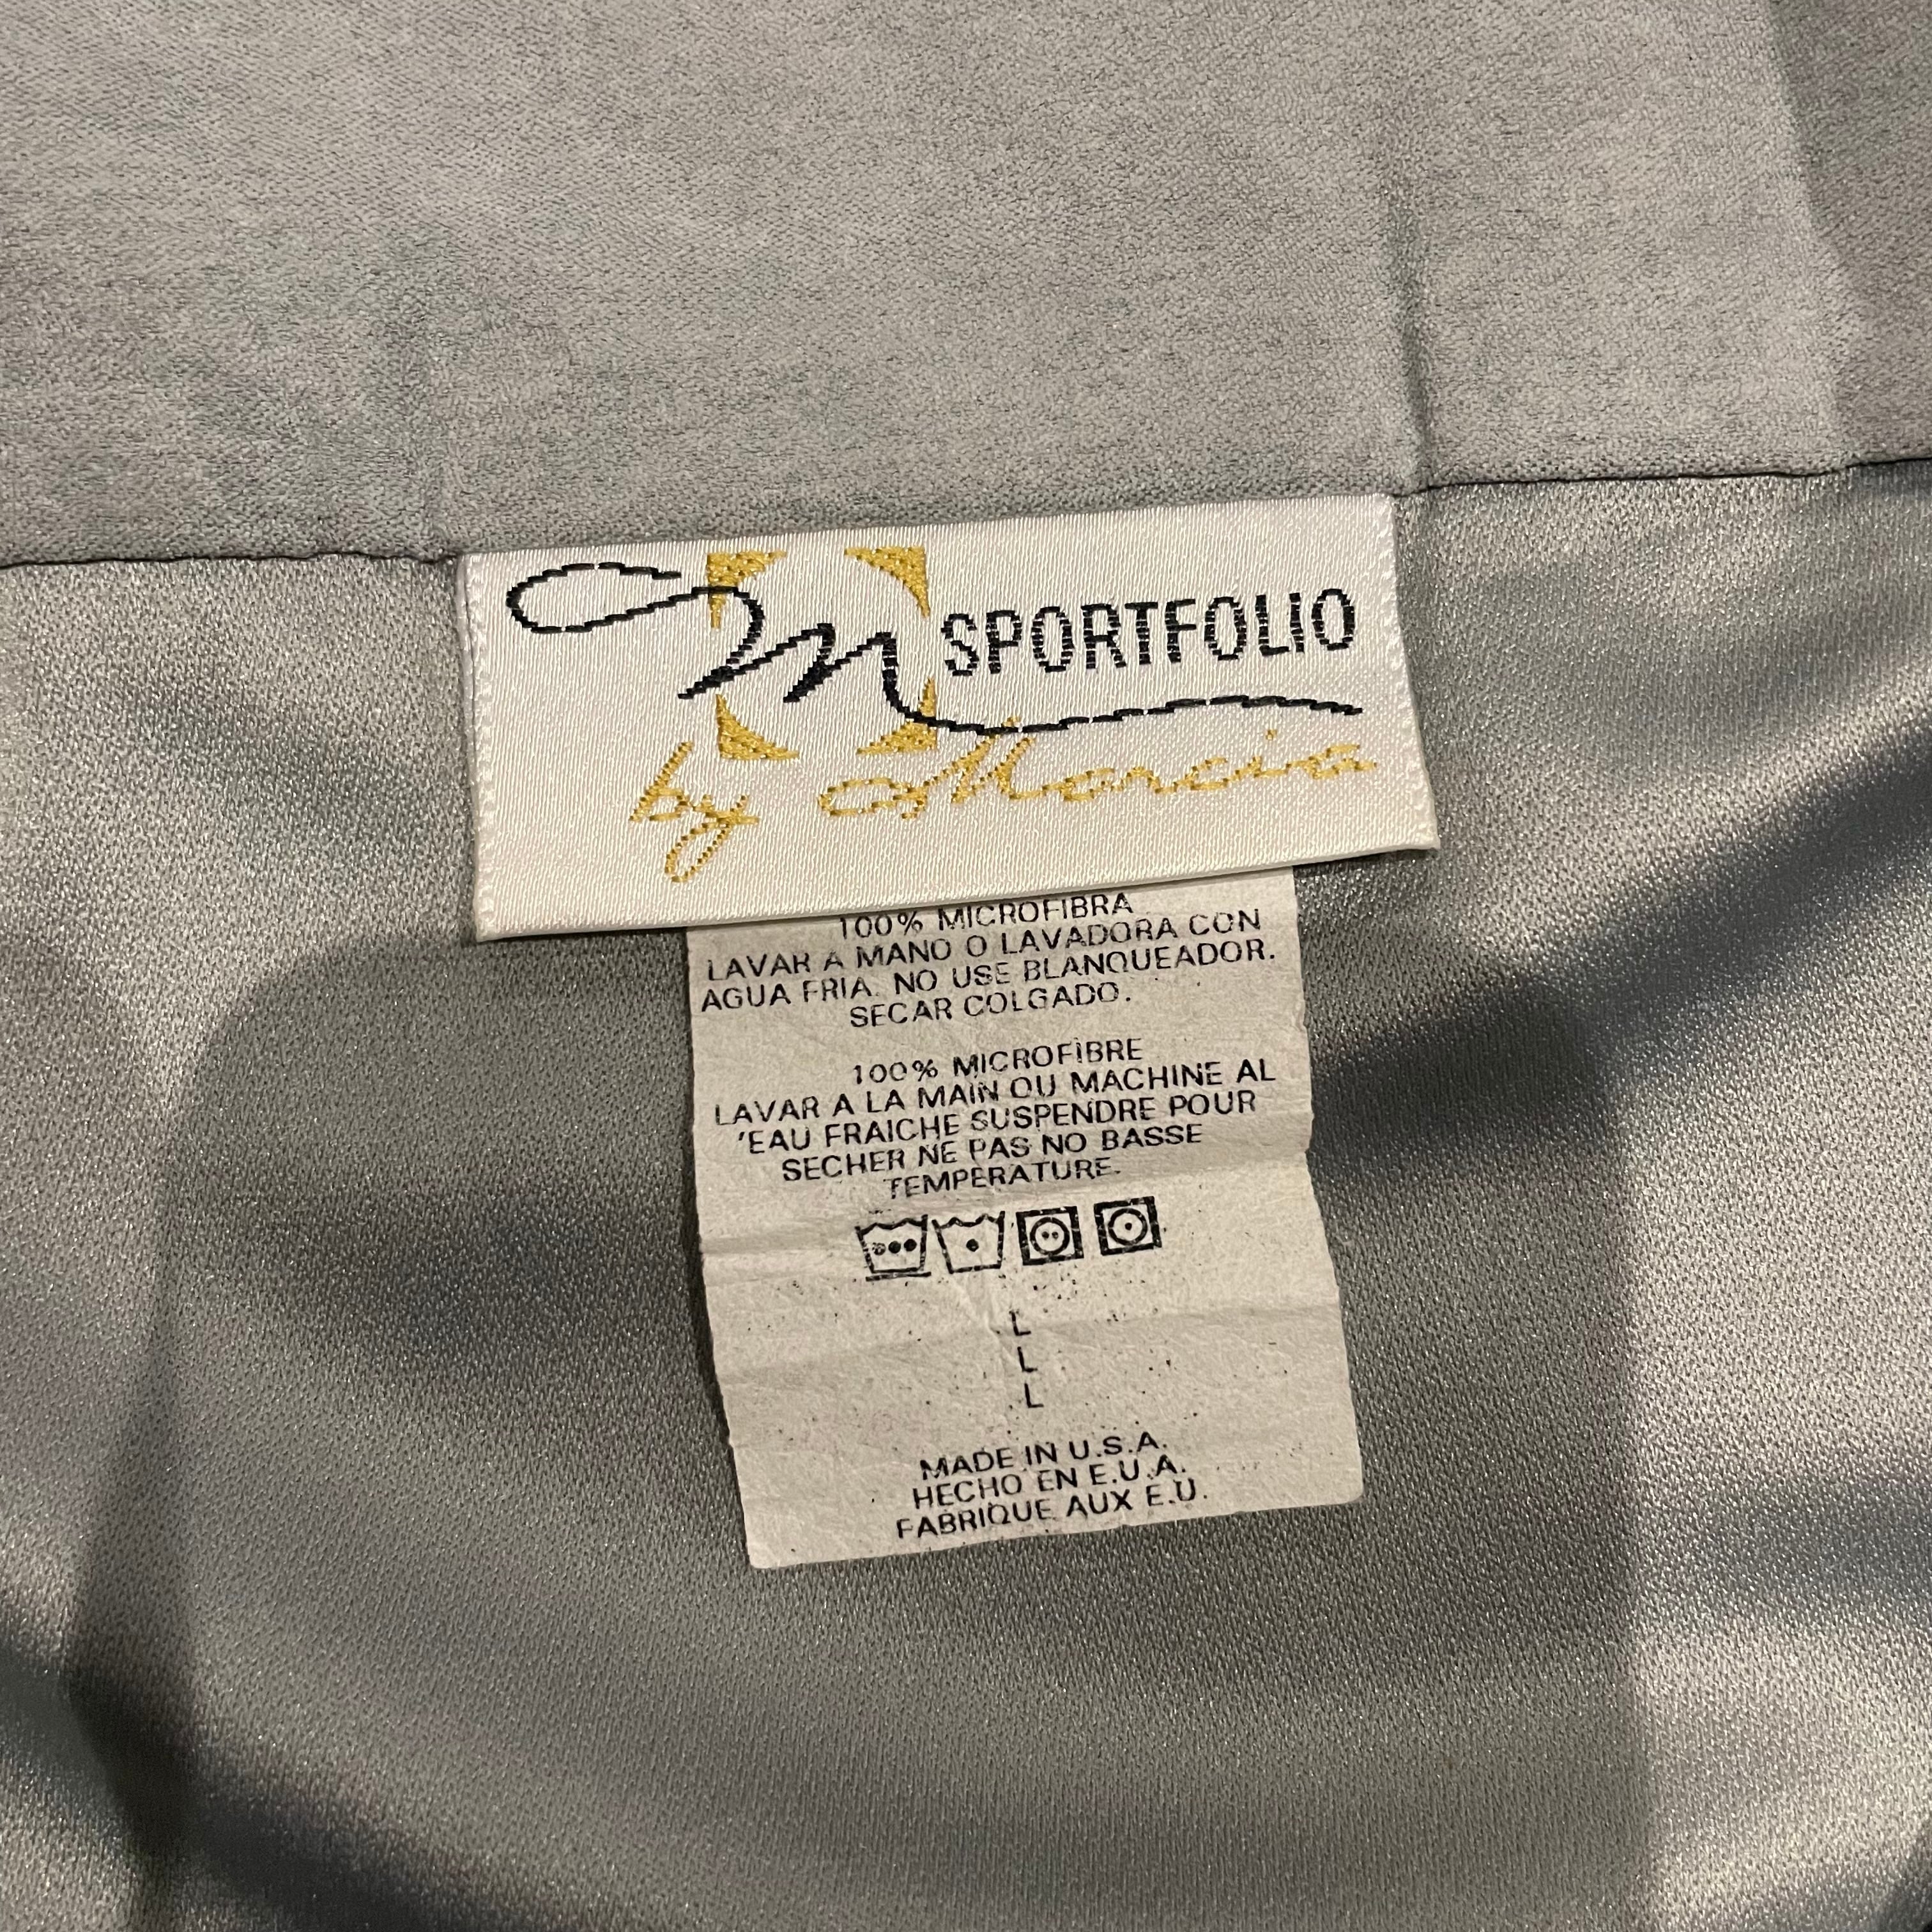 M SPORTFOLIO
by Marcia
100% MICROFIBRA
LAVAR A MANO O LAVADORA CON
AGUA FRIA. NO USE BLANQUEADOR.
SECAR COLGADO.
100% MICROFIBRE
LAVAR A LA MAIN OU MACHINE AL
'EAU FRAICHE SUSPENDRE POUR
SECHER NE PAS NO BASSE
TEMPERATURE.
L
L
L
MADE IN U.S.A.
HECHO EN E.U.A.
FABRIQUE AUX E.U.